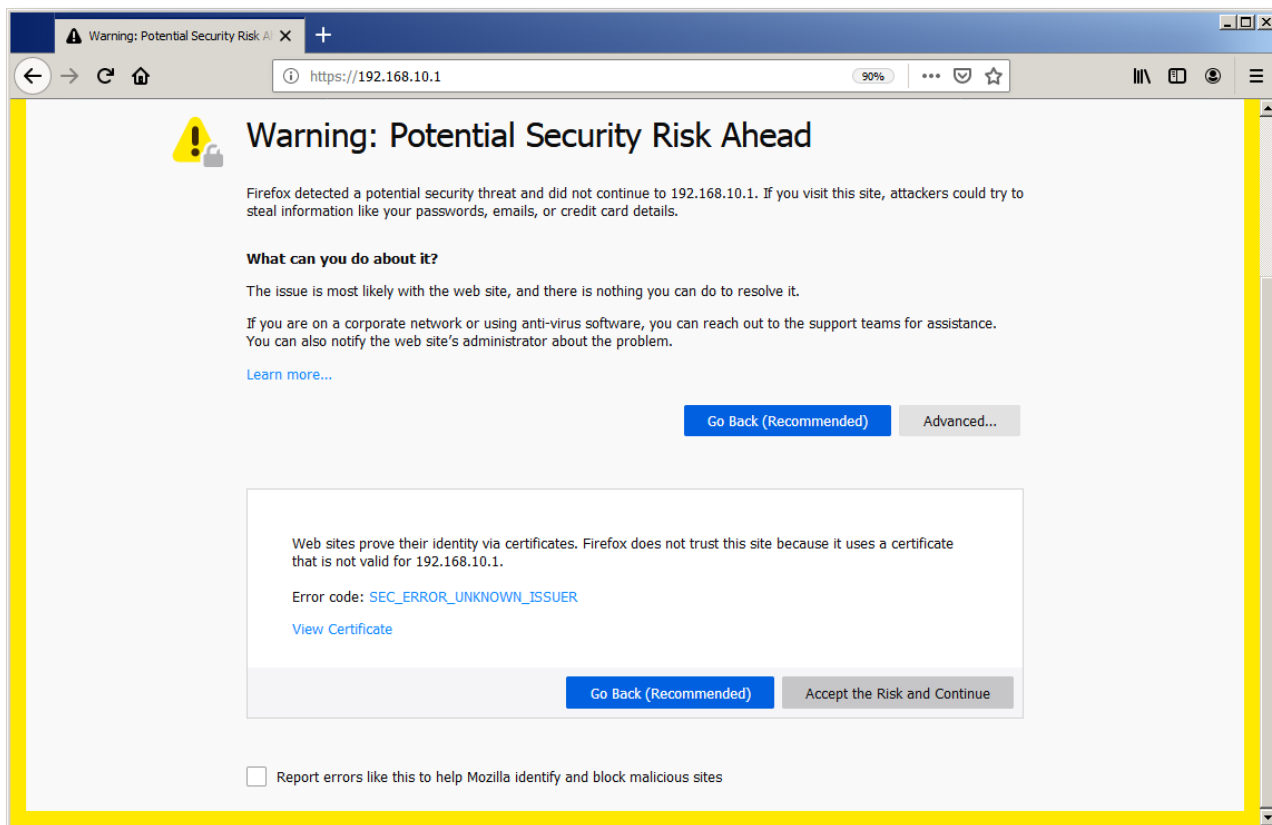 Warning: Potential Security Risk Al
https://192.168.10.1
90%
Warning: Potential Security Risk Ahead
Firefox detected a potential security threat and did not continue to 192.168.10.1. If you visit this site, attackers could try to
steal information like your passwords, emails, or credit card details.
What can you do about it?
The issue is most likely with the web site, and there is nothing you can do to resolve it.
If you are on a corporate network or using anti-virus software, you can reach out to the support teams for assistance.
You can also notify the web site's administrator about the problem.
Learn more...
Go Back (Recommended)
Advanced...
Web sites prove their identity via certificates. Firefox does not trust this site because it uses a certificate
that is not valid for 192.168.10.1.
Error code: SEC_ERROR_UNKNOWN_ISSUER
View Certificate
Go Back (Recommended)
Accept the Risk and Continue
Report errors like this to help Mozilla identify and block malicious sites